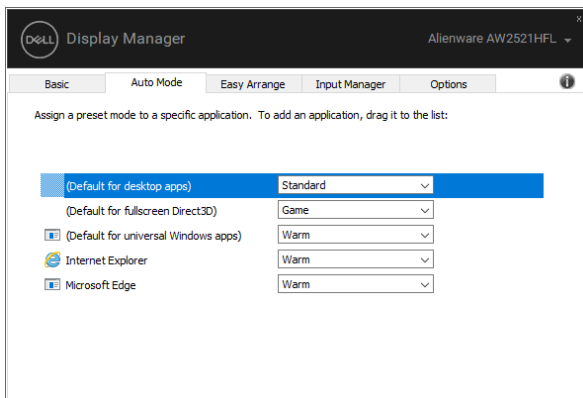 DELL Display Manager Alienware AW2521HFL
Basic Auto Mode Easy Arrange Input Manager Options
Assign a preset mode to a specific application. To add an application, drag it to the list:
(Default for desktop apps) Standard
(Default for fullscreen Direct3D) Game
(Default for universal Windows apps) Warm
Internet Explorer Warm
Microsoft Edge Warm